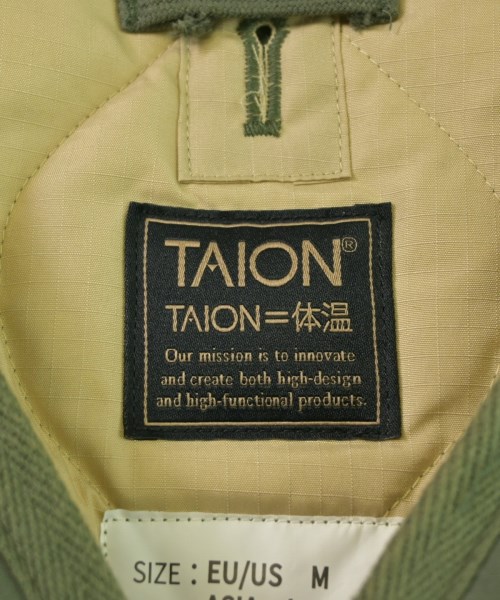 TAION®
TAION=体温
Our mission is to innovate
and create both high-design
and high-functional products.
SIZE : EU/US M
ASIA